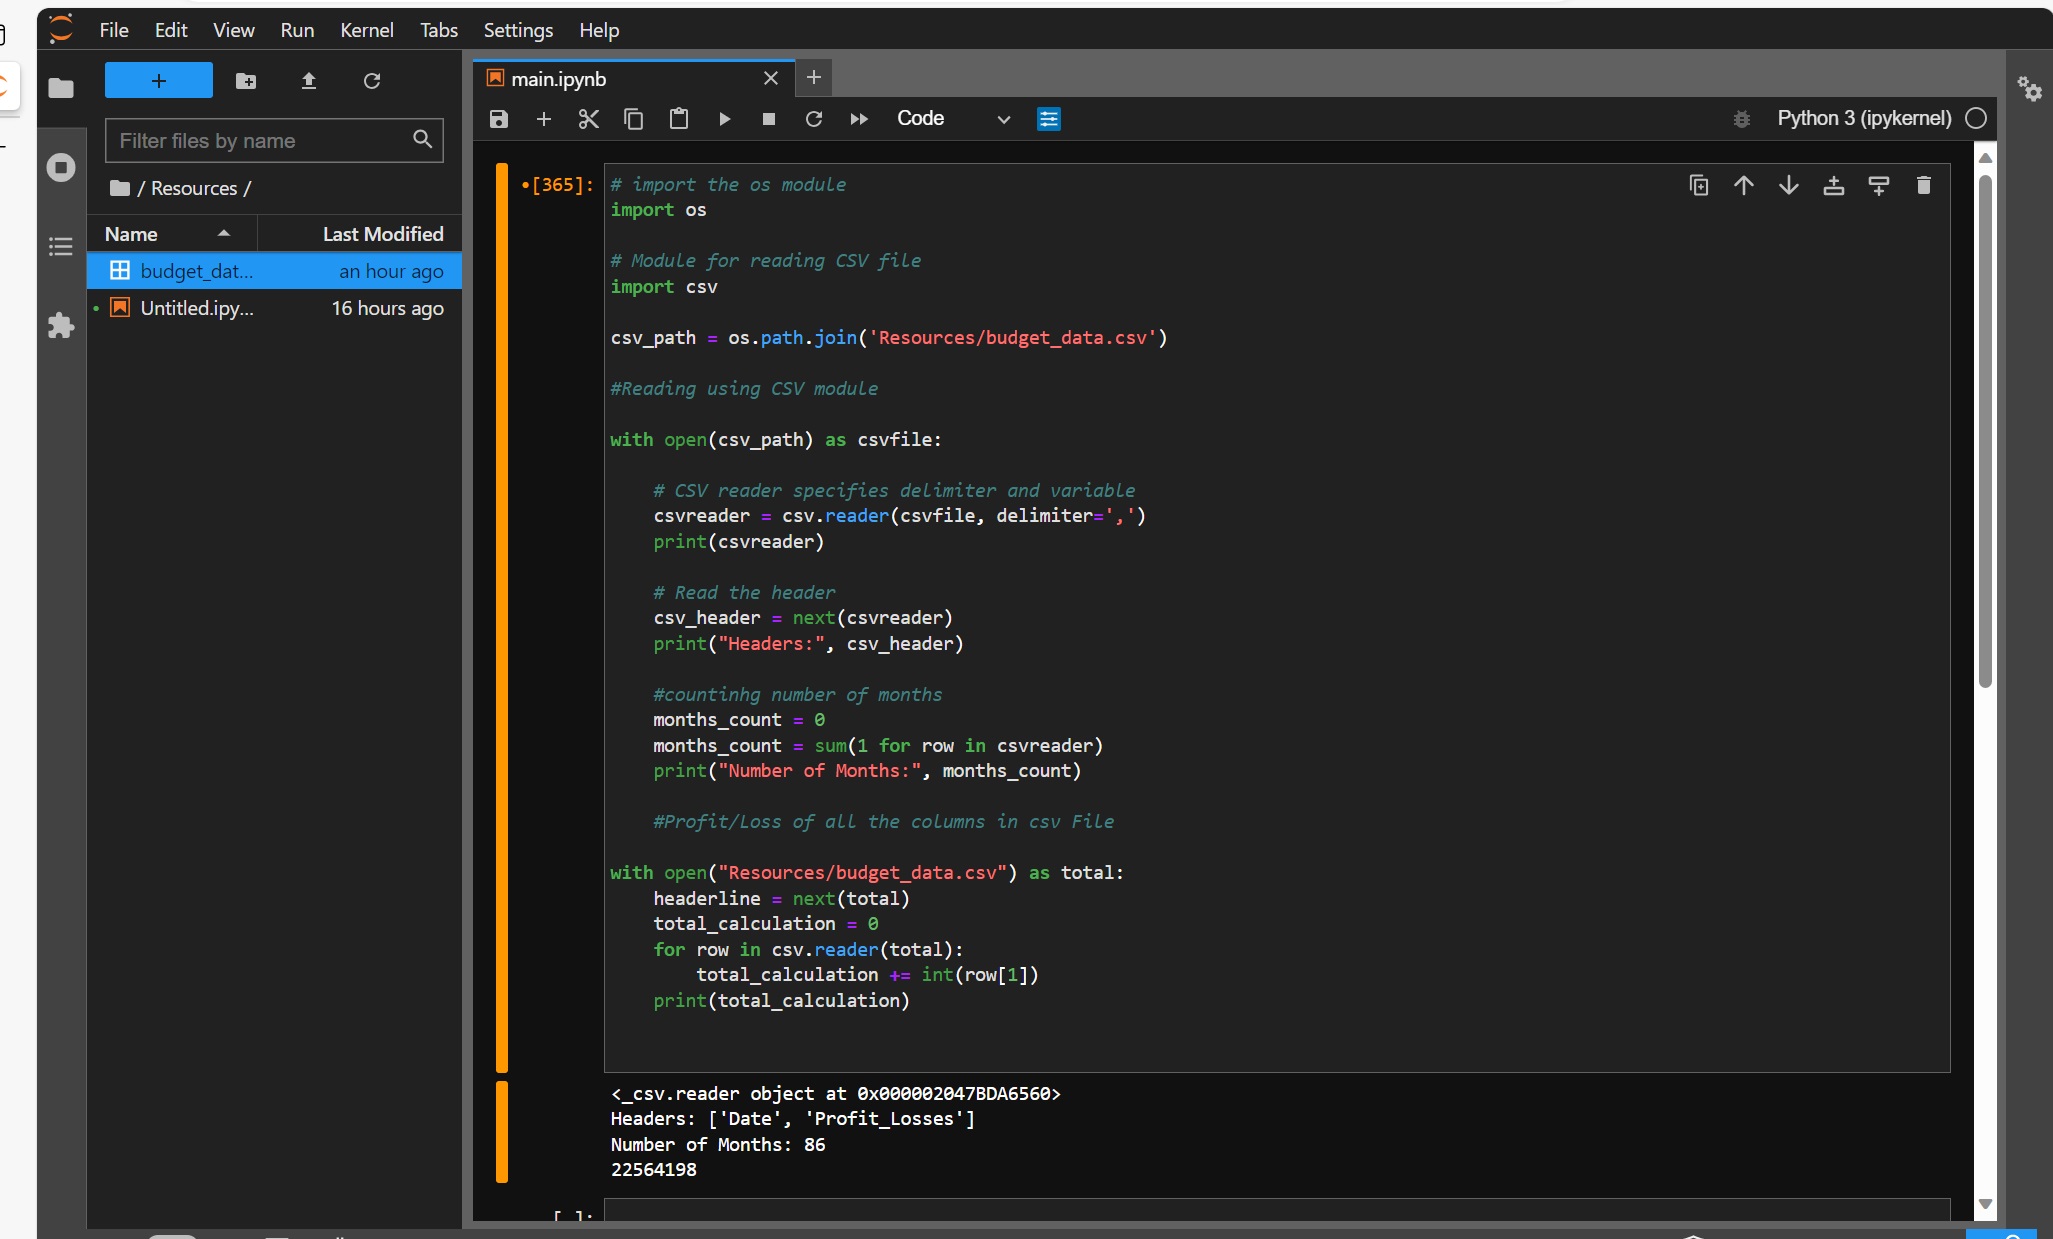 File Edit View Run Kernel Tabs Settings Help
+
Filter files by name
/ Resources /
Name Last Modified
budget_dat... an hour ago
Untitled.ipy... 16 hours ago
main.ipynb
Code
Python 3 (ipykernel)
[365]:
# import the os module
import os
# Module for reading CSV file
import csv
csv_path = os.path.join('Resources/budget_data.csv')
#Reading using CSV module
with open(csv_path) as csvfile:
# CSV reader specifies delimiter and variable
csvreader = csv.reader(csvfile, delimiter=',')
print(csvreader)
# Read the header
csv_header = next(csvreader)
print("Headers:", csv_header)
#countinhg number of months
months_count = 0
months_count = sum(1 for row in csvreader)
print("Number of Months:", months_count)
#Profit/Loss of all the columns in csv File
with open("Resources/budget_data.csv") as total:
headerline = next(total)
total_calculation = 0
for row in csv.reader(total):
total_calculation += int(row[1])
print(total_calculation)
<_csv.reader object at 0x000002047BDA6560>
Headers: ['Date', 'Profit_Losses']
Number of Months: 86
22564198
[ ]: